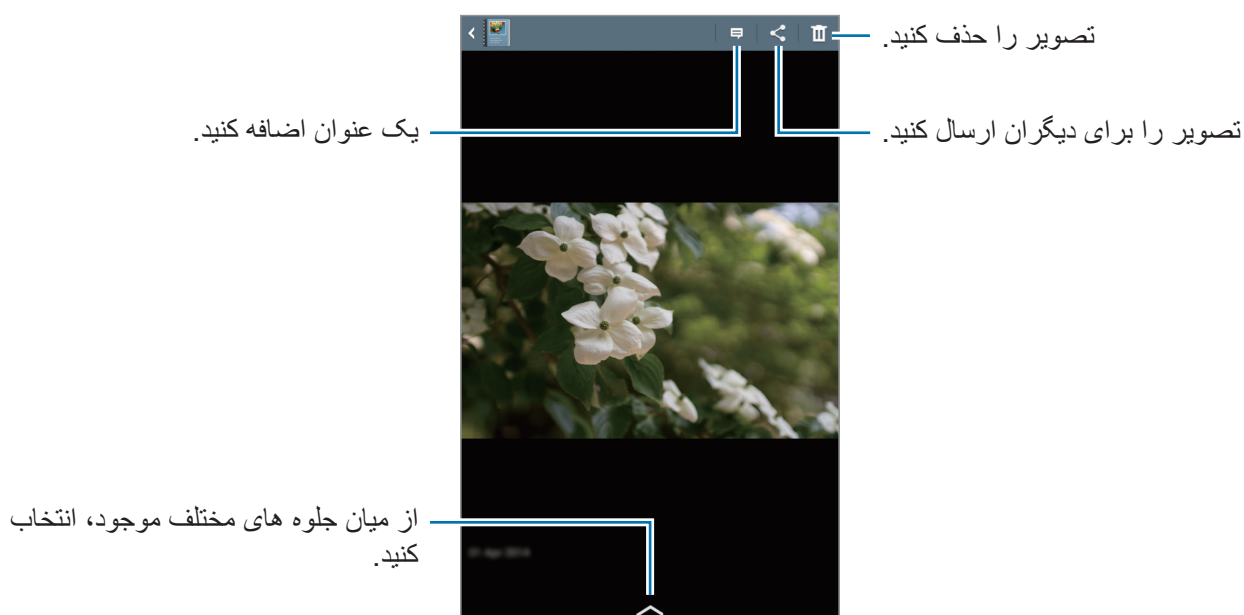 تصویر را حذف کنید.
تصویر را برای دیگران ارسال کنید.
یک عنوان اضافه کنید.
از میان جلوه های مختلف موجود، انتخاب
کنید.